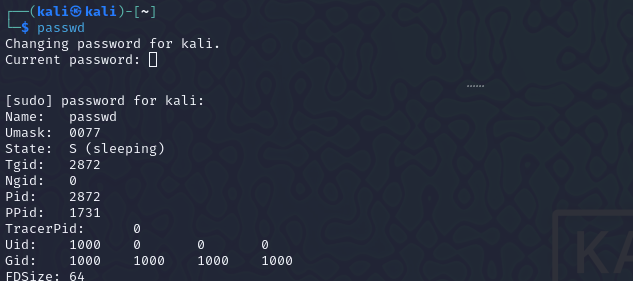 ┌──(kali㉿kali)-[~]
└─$ passwd
Changing password for kali.
Current password:
......
[sudo] password for kali:
Name:   passwd
Umask:  0077
State:  S (sleeping)
Tgid:   2872
Ngid:   0
Pid:    2872
PPid:   1731
TracerPid:      0
Uid:    1000    0       0       0
Gid:    1000    1000    1000    1000
FDSize: 64
KA